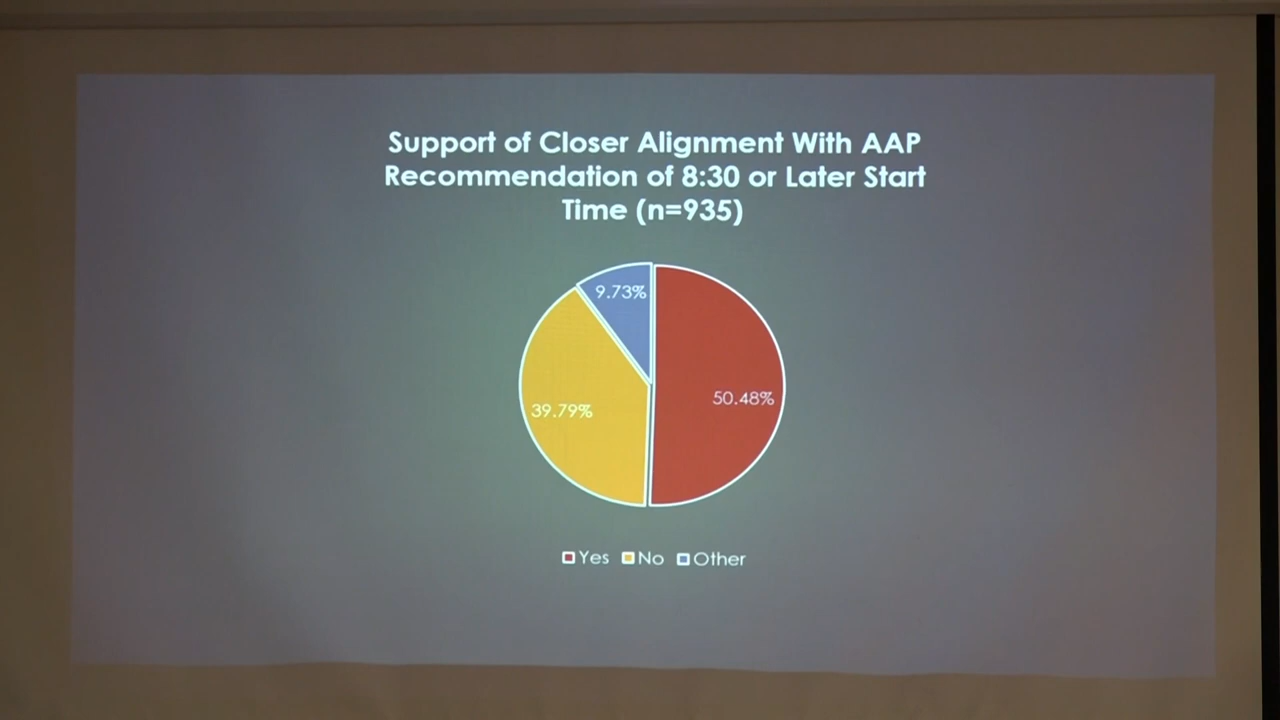 Support of Closer Alignment With AAP
Recommendation of 8:30 or Later Start
Time (n=935)
9.73%
50.48%
39.79%
Yes No Other